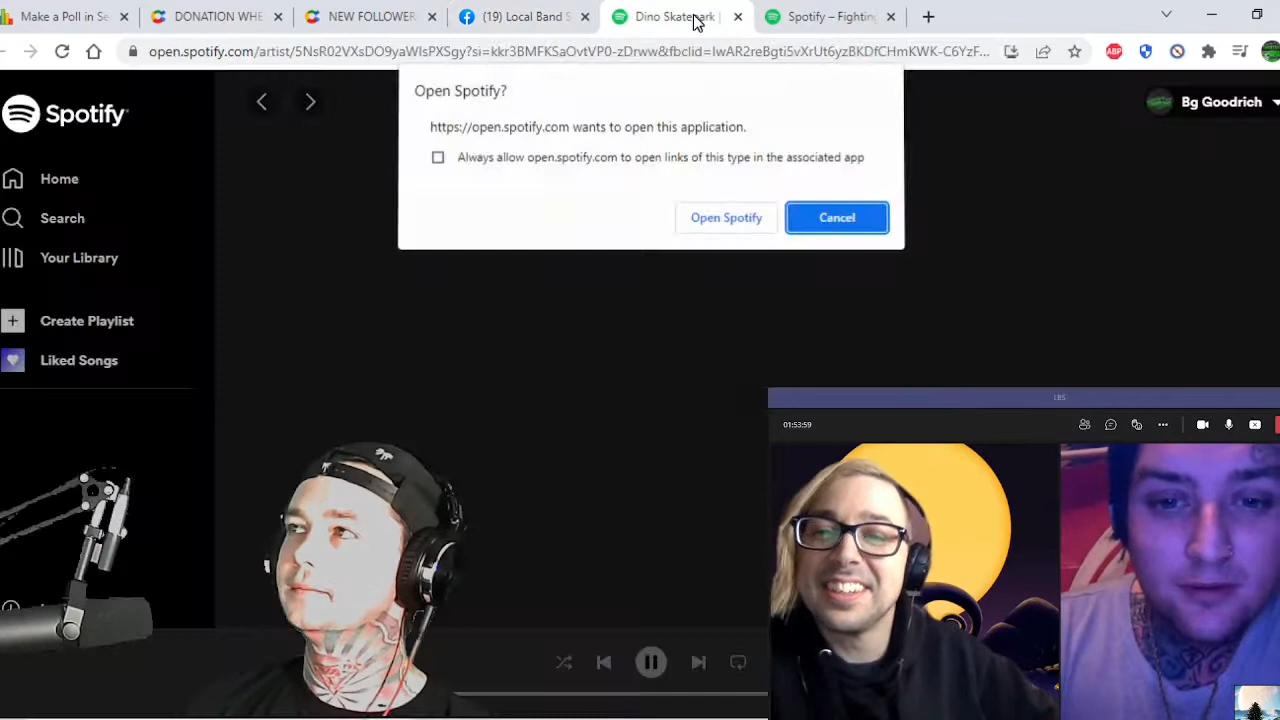 Make a Poll in Se
DONATION WHE
NEW FOLLOWER
(19) Local Band S
Dino Skatepark |
Spotify – Fighting
open.spotify.com/artist/5NsR02VXsDO9yaWIsPXSgy?si=kkr3BMFKSaOvtVP0-zDrww&fbclid=IwAR2reBgti5vXrUt6yzBKDfCHmKWK-C6YzF...
ABP
Open Spotify?
https://open.spotify.com wants to open this application.
Always allow open.spotify.com to open links of this type in the associated app
Open Spotify
Cancel
Spotify
Bg Goodrich
Home
Search
Your Library
Create Playlist
Liked Songs
LBS
01:53:59